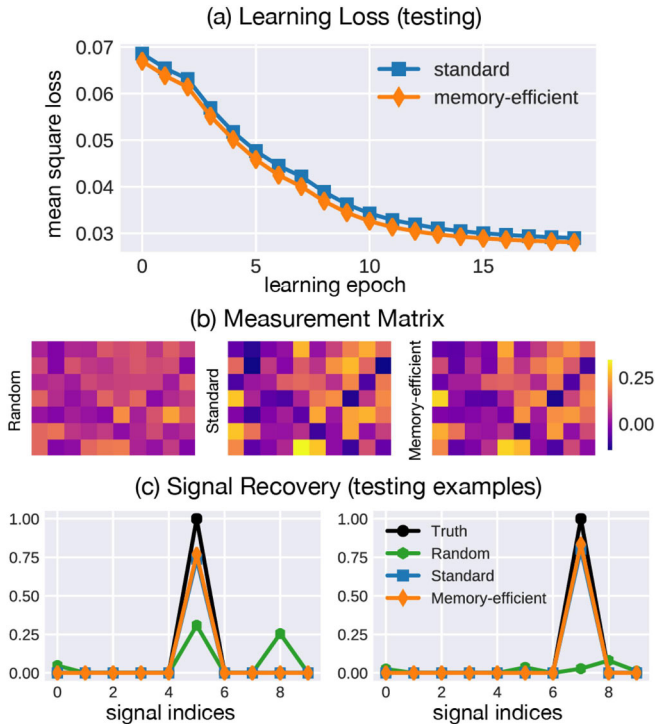 (a) Learning Loss (testing)
mean square loss
0.07
0.06
0.05
0.04
0.03
standard
memory-efficient
0 5 10 15
learning epoch
(b) Measurement Matrix
Random
Standard
Memory-efficient
0.25
0.00
(c) Signal Recovery (testing examples)
1.00
0.75
0.50
0.25
0.00
0 2 4 6 8
signal indices
1.00
0.75
0.50
0.25
0.00
Truth
Random
Standard
Memory-efficient
0 2 4 6 8
signal indices